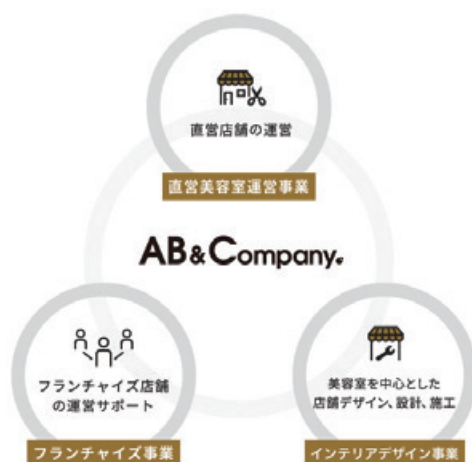 直営店舗の運営
直営美容室運営事業
AB&Company.
フランチャイズ店舗
の運営サポート
フランチャイズ事業
美容室を中心とした
店舗デザイン、設計、施工
インテリアデザイン事業